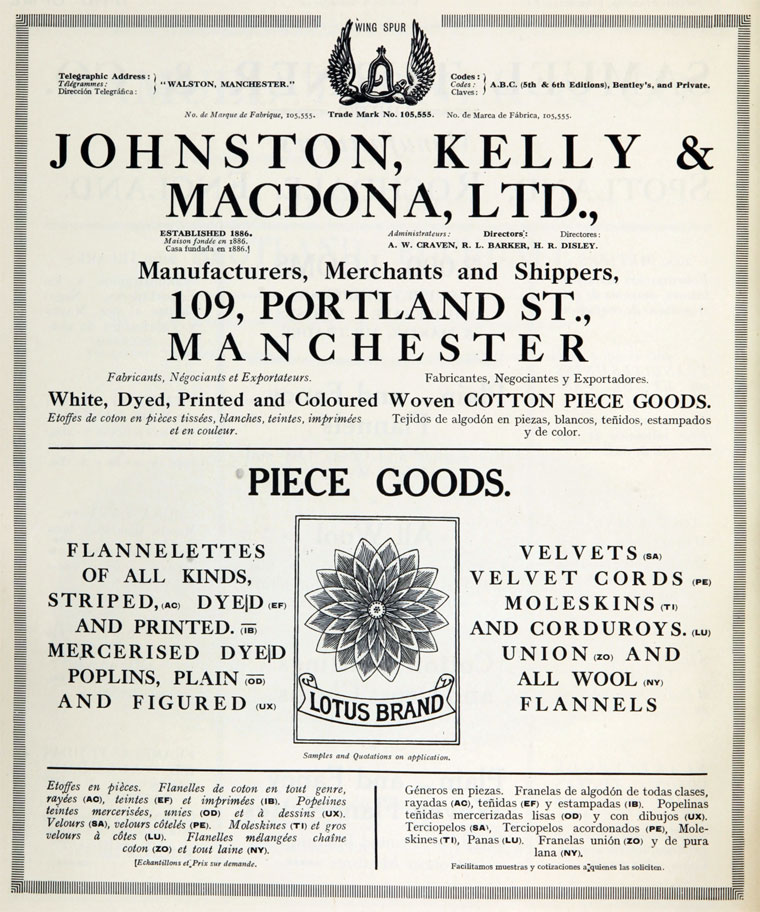 WING SPUR
Telegraphic Address:
Télégrammes:
Dirección Telegráfica:
"WALSTON, MANCHESTER."
Codes:
Codes:
Claves:
A.B.C. (5th & 6th Editions), Bentley's, and Private.
No. de Marque de Fabrique, 105,555. Trade Mark No. 105,555. No. de Marca de Fábrica, 105,555.
JOHNSTON, KELLY &
MACDONA, LTD.,
ESTABLISHED 1886.
Maison fondée en 1886.
Casa fundada en 1886.
Administrateurs: Directors: Directores:
A. W. CRAVEN, R. L. BARKER, H. R. DISLEY.
Manufacturers, Merchants and Shippers,
109, PORTLAND ST.,
MANCHESTER
Fabricants, Négociants et Exportateurs. Fabricantes, Negociantes y Exportadores.
White, Dyed, Printed and Coloured Woven COTTON PIECE GOODS.
Etoffes de coton en pièces tissées, blanches, teintes, imprimées
et en couleur.
Tejidos de algodón en piezas, blancos, teñidos, estampados
y de color.
PIECE GOODS.
FLANNELETTES
OF ALL KINDS,
STRIPED, (AC) DYED (EF)
AND PRINTED. (IB)
MERCERISED DYED
POPLINS, PLAIN (OD)
AND FIGURED (UX)
LOTUS BRAND
VELVETS (SA)
VELVET CORDS (PE)
MOLESKINS (TI)
AND CORDUROYS. (LU)
UNION (ZO) AND
ALL WOOL (NY)
FLANNELS
Samples and Quotations on application.
Etoffes en pièces. Flanelles de coton en tout genre,
rayées (AC), teintes (EF) et imprimées (IB). Popelines
teintes mercerisées, unies (OD) et à dessins (UX).
Velours (SA), velours côtelés (PE). Moleskines (TI) et gros
velours à côtes (LU). Flanelles mélangées chaîne
coton (ZO) et tout laine (NY).
Echantillons et Prix sur demande.
Géneros en piezas. Franelas de algodón de todas clases,
rayadas (AC), teñidas (EF) y estampadas (IB). Popelinas
teñidas mercerizadas lisas (OD) y con dibujos (UX).
Terciopelos (SA), Terciopelos acordonados (PE), Mole-
skines (TI), Panas (LU). Franelas unión (ZO) y de pura
lana (NY).
Facilitamos muestras y cotizaciones a quienes las soliciten.